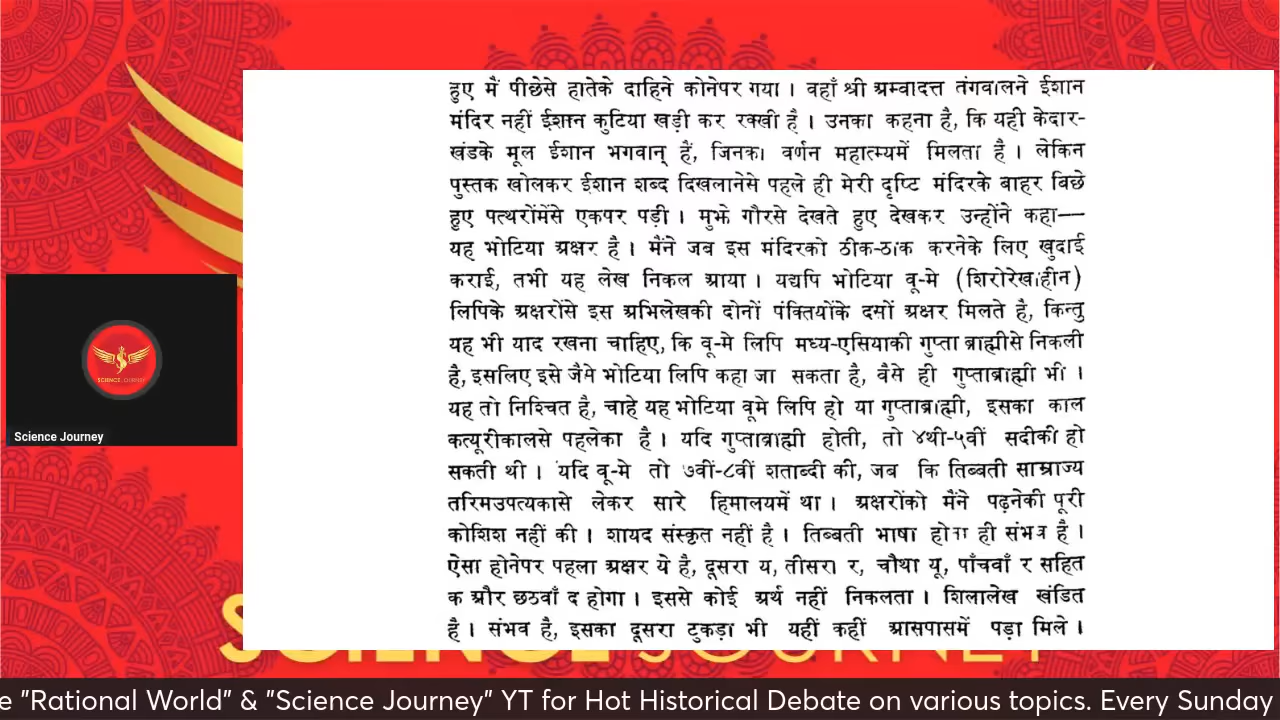 हुए मैं पीछेसे हातेके दाहिने कोनेपर गया । वहाँ श्री अम्वादत्त तंगवालने ईशान
मंदिर नहीं ईशान कुटिया खड़ी कर रक्खी है । उनका कहना है, कि यही केदार-
खंडके मूल ईशान भगवान् हैं, जिनका वर्णन महात्म्यमें मिलता है । लेकिन
पुस्तक खोलकर ईशान शब्द दिखलानेसे पहले ही मेरी दृष्टि मंदिरके बाहर बिछे
हुए पत्थरोंमेंसे एकपर पड़ी । मुझे गौरसे देखते हुए देखकर उन्होंने कहा—
यह भोटिया अक्षर है । मैंने जब इस मंदिरको ठीक-ठाक करनेके लिए खुदाई
कराई, तभी यह लेख निकल आया । यद्यपि भोटिया वू-मे (शिरोरेखाहीन)
लिपिके अक्षरोंसे इस अभिलेखकी दोनों पंक्तियोंके दसों अक्षर मिलते है, किन्तु
यह भी याद रखना चाहिए, कि वू-मे लिपि मध्य-एसियाकी गुप्ता ब्राह्मीसे निकली
है, इसलिए इसे जैसे भोटिया लिपि कहा जा सकता है, वैसे ही गुप्ताब्राह्मी भी ।
यह तो निश्चित है, चाहे यह भोटिया वूमे लिपि हो या गुप्ताब्राह्मी, इसका काल
कत्यूरीकालसे पहलेका है । यदि गुप्ताब्राह्मी होती, तो ४थी-५वीं सदीकी हो
सकती थी । यदि वू-मे तो ७वीं-८वीं शताब्दी की, जब कि तिब्बती साम्राज्य
तरिमउपत्यकासे लेकर सारे हिमालयमें था । अक्षरोंको मैंने पढ़नेकी पूरी
कोशिश नहीं की । शायद संस्कृत नहीं है । तिब्बती भाषा होना ही संभव है ।
ऐसा होनेपर पहला अक्षर ये है, दूसरा य, तीसरा र, चौथा यू, पाँचवाँ र सहित
क और छठवाँ द होगा । इससे कोई अर्थ नहीं निकलता । शिलालेख खंडित
है । संभव है, इसका दूसरा टुकड़ा भी यहीं कहीं आसपासमें पड़ा मिले ।
SCIENCE JOURNEY
Science Journey
SCIENCE JOURNEY
e "Rational World" & "Science Journey" YT for Hot Historical Debate on various topics. Every Sunday